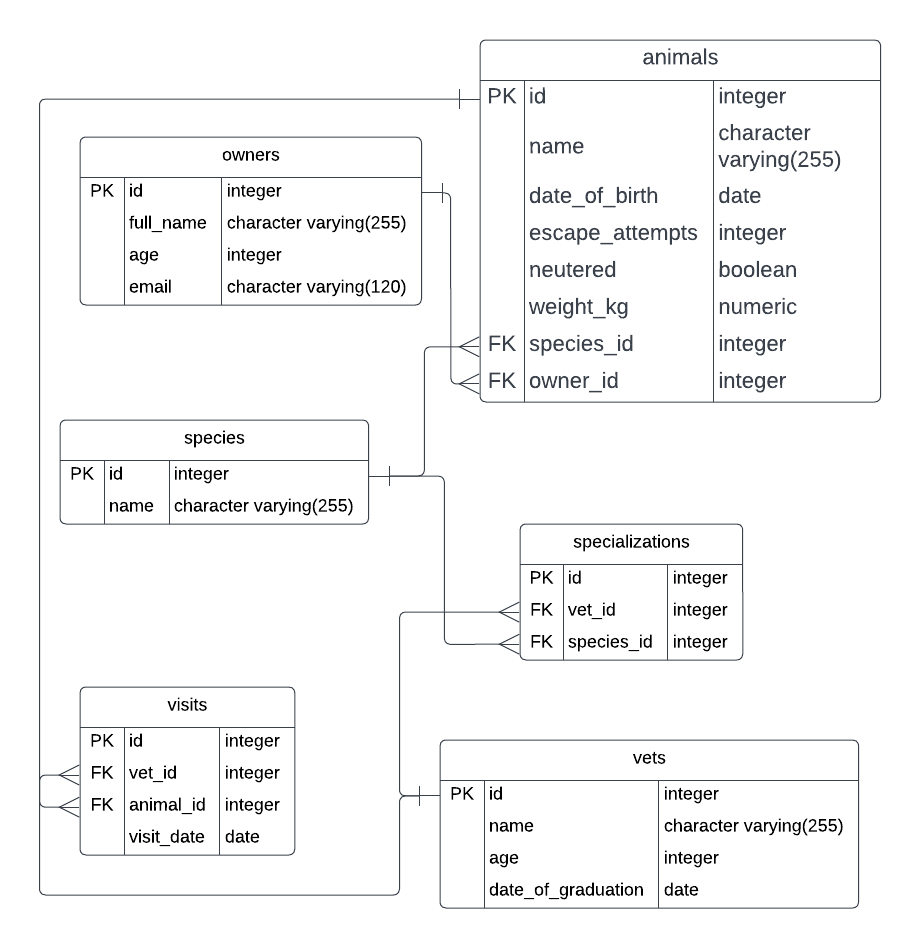 animals
PK id integer
name character
varying(255)
date_of_birth date
escape_attempts integer
neutered boolean
weight_kg numeric
FK species_id integer
FK owner_id integer
owners
PK id integer
full_name character varying(255)
age integer
email character varying(120)
species
PK id integer
name character varying(255)
specializations
PK id integer
FK vet_id integer
FK species_id integer
visits
PK id integer
FK vet_id integer
FK animal_id integer
visit_date date
vets
PK id integer
name character varying(255)
age integer
date_of_graduation date